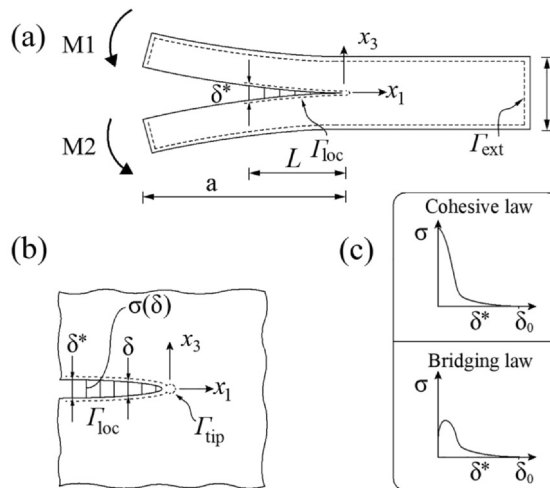 (a)
M1
x₃
x₁
δ*
M2
Γloc
Γext
L
a
(b)
σ(δ)
δ*
δ
x₃
x₁
Γloc
Γtip
(c)
Cohesive law
σ
δ*
δ₀
Bridging law
σ
δ*
δ₀